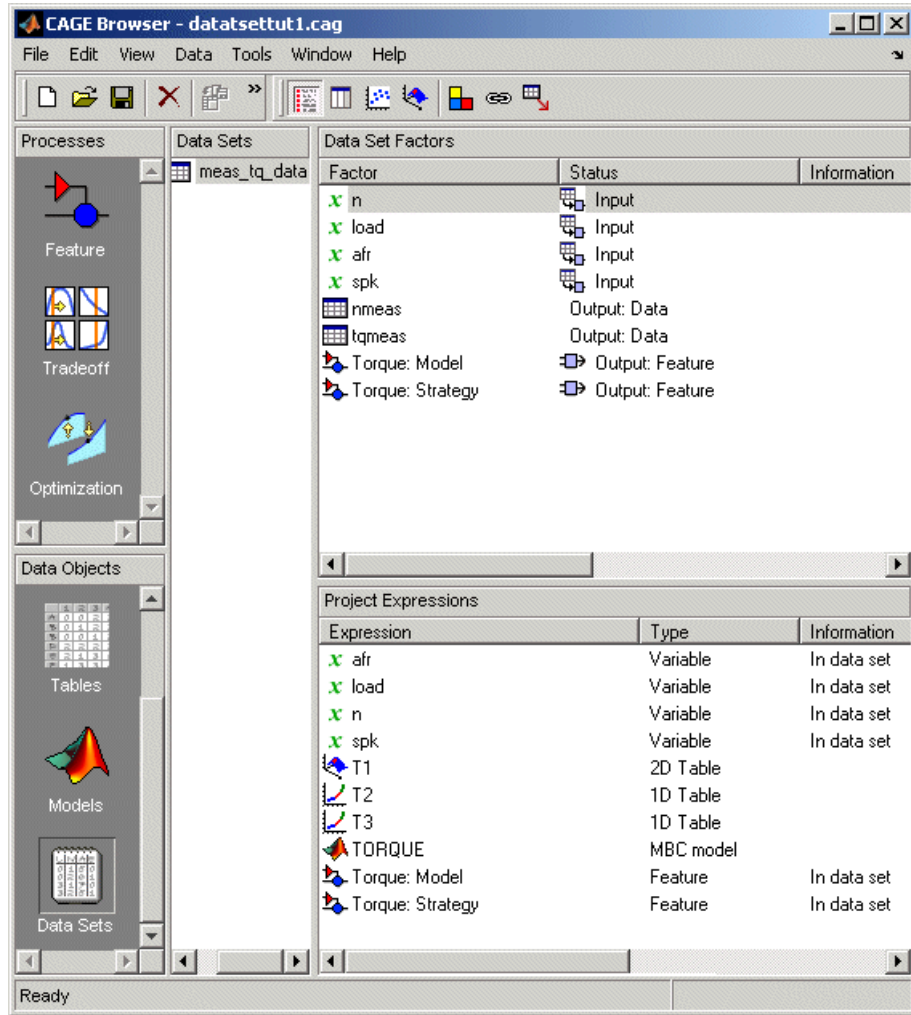 CAGE Browser - datatsettut1.cag
File Edit View Data Tools Window Help
Processes
Data Sets
Data Set Factors
Feature
Tradeoff
Optimization
meas_tq_data
Factor Status Information
n Input
load Input
afr Input
spk Input
nmeas Output: Data
tqmeas Output: Data
Torque: Model Output: Feature
Torque: Strategy Output: Feature
Data Objects
Tables
Models
Data Sets
Project Expressions
Expression Type Information
afr Variable In data set
load Variable In data set
n Variable In data set
spk Variable In data set
T1 2D Table
T2 1D Table
T3 1D Table
TORQUE MBC model
Torque: Model Feature In data set
Torque: Strategy Feature In data set
Ready